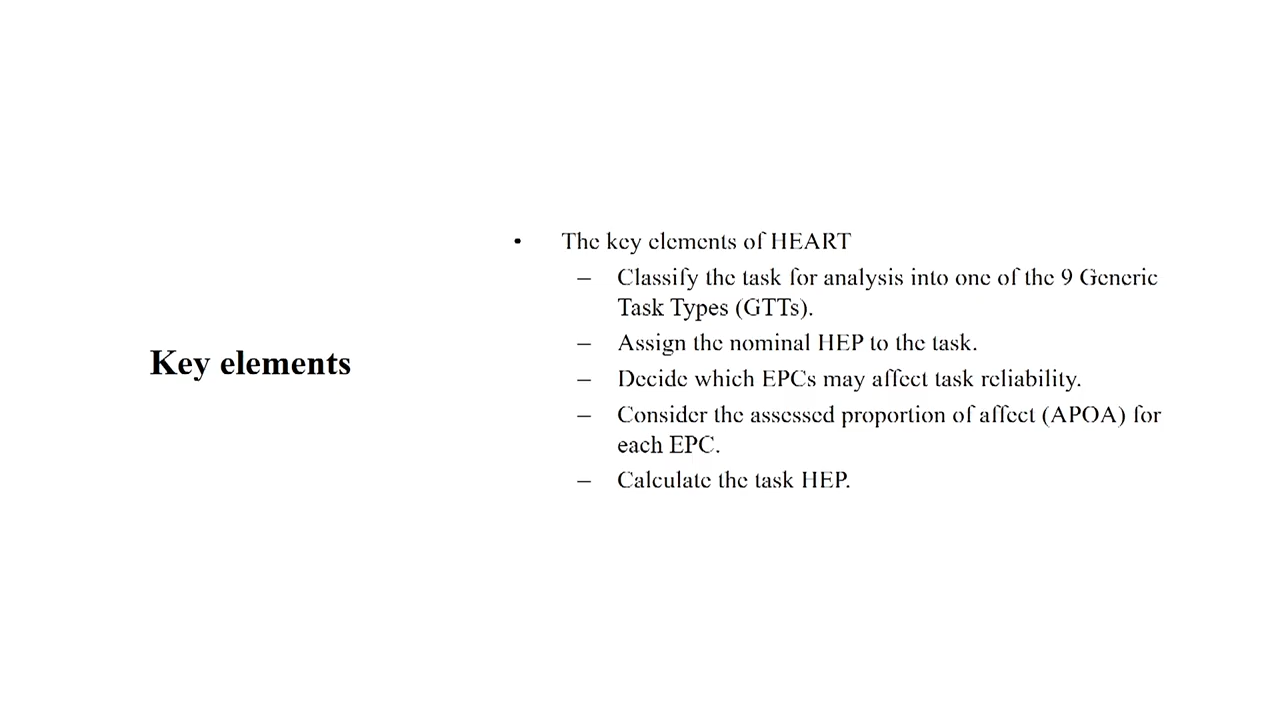 Key elements
• The key elements of HEART
– Classify the task for analysis into one of the 9 Generic
Task Types (GTTs).
– Assign the nominal HEP to the task.
– Decide which EPCs may affect task reliability.
– Consider the assessed proportion of affect (APOA) for
each EPC.
– Calculate the task HEP.